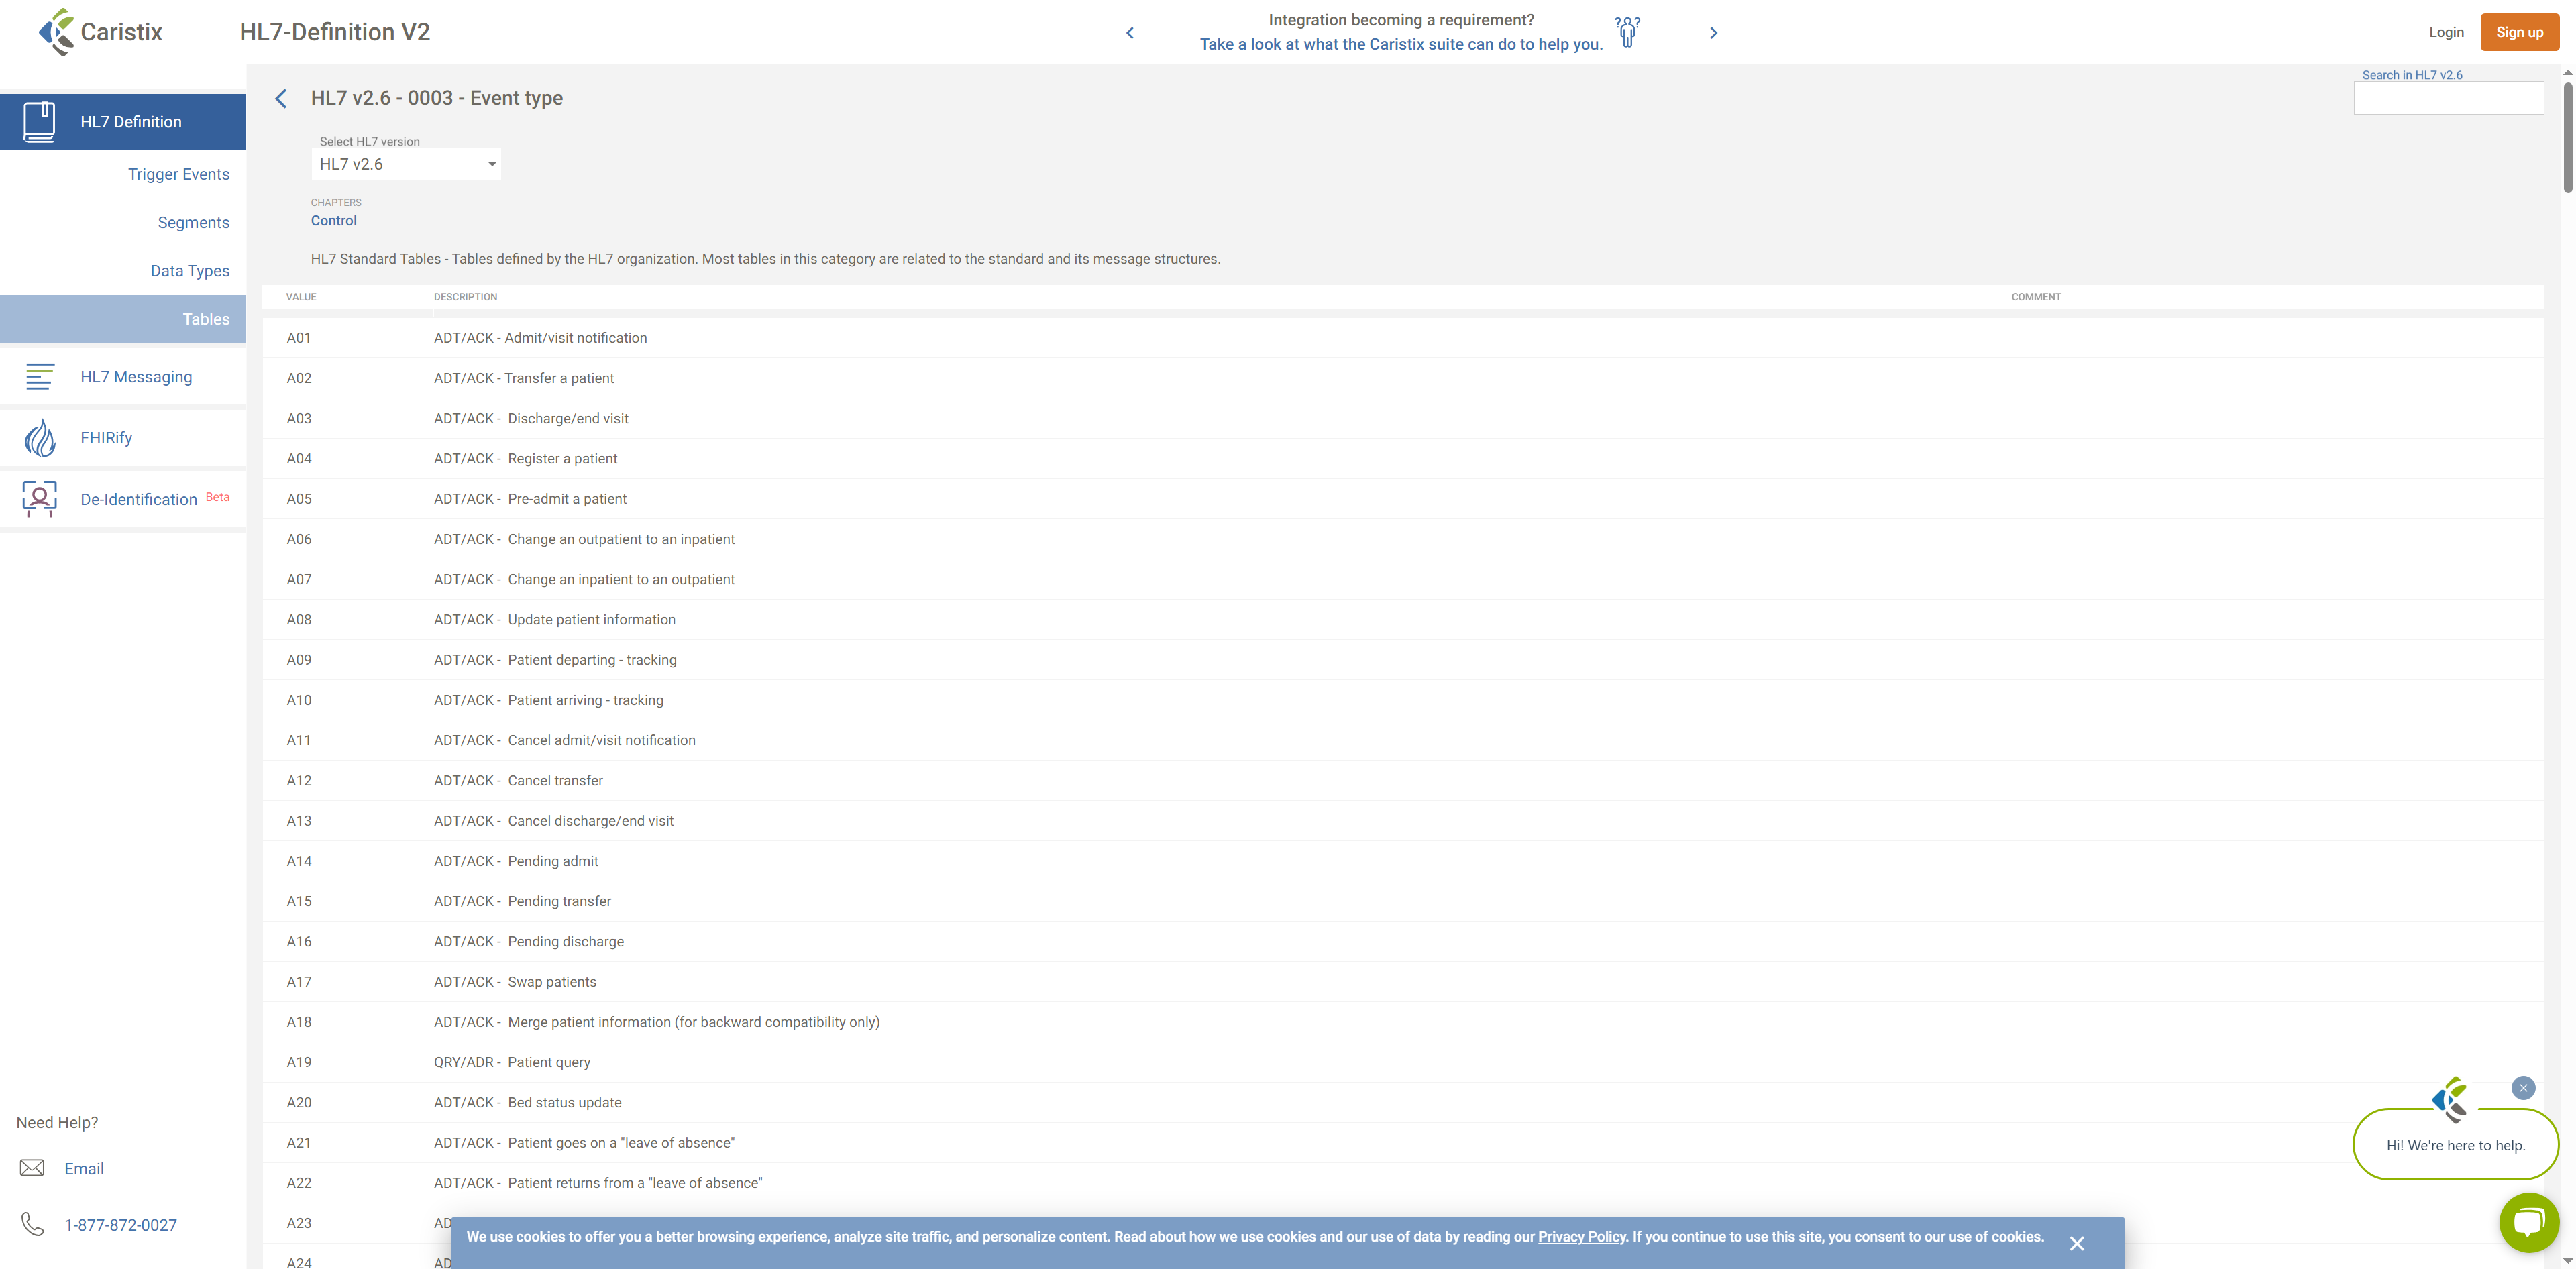 Caristix
HL7-Definition V2
Integration becoming a requirement?
Take a look at what the Caristix suite can do to help you.
Login
Sign up
HL7 Definition
Trigger Events
Segments
Data Types
Tables
HL7 Messaging
FHIRify
De-Identification Beta
Need Help?
Email
1-877-872-0027
HL7 v2.6 - 0003 - Event type
Search in HL7 v2.6
Select HL7 version
HL7 v2.6
CHAPTERS
Control
HL7 Standard Tables - Tables defined by the HL7 organization. Most tables in this category are related to the standard and its message structures.
VALUE DESCRIPTION COMMENT
A01 ADT/ACK - Admit/visit notification
A02 ADT/ACK - Transfer a patient
A03 ADT/ACK - Discharge/end visit
A04 ADT/ACK - Register a patient
A05 ADT/ACK - Pre-admit a patient
A06 ADT/ACK - Change an outpatient to an inpatient
A07 ADT/ACK - Change an inpatient to an outpatient
A08 ADT/ACK - Update patient information
A09 ADT/ACK - Patient departing - tracking
A10 ADT/ACK - Patient arriving - tracking
A11 ADT/ACK - Cancel admit/visit notification
A12 ADT/ACK - Cancel transfer
A13 ADT/ACK - Cancel discharge/end visit
A14 ADT/ACK - Pending admit
A15 ADT/ACK - Pending transfer
A16 ADT/ACK - Pending discharge
A17 ADT/ACK - Swap patients
A18 ADT/ACK - Merge patient information (for backward compatibility only)
A19 QRY/ADR - Patient query
A20 ADT/ACK - Bed status update
A21 ADT/ACK - Patient goes on a "leave of absence"
A22 ADT/ACK - Patient returns from a "leave of absence"
A23 AD
A24 AD
Hi! We're here to help.
We use cookies to offer you a better browsing experience, analyze site traffic, and personalize content. Read about how we use cookies and our use of data by reading our Privacy Policy. If you continue to use this site, you consent to our use of cookies.